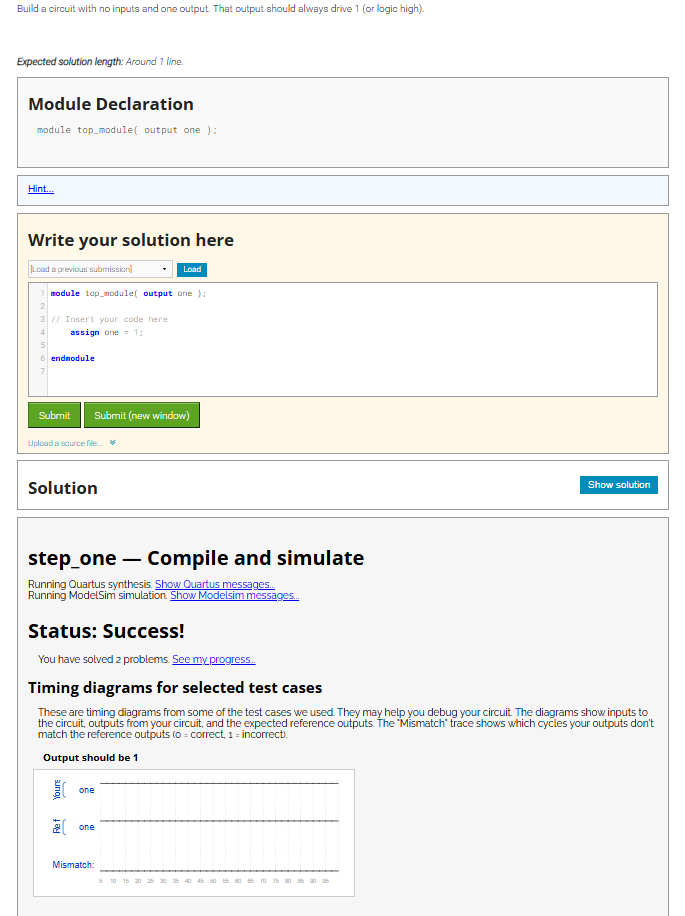 Build a circuit with no inputs and one output. That output should always drive 1 (or logic high).
Expected solution length: Around 1 line.
Module Declaration
module top_module( output one );
Hint...
Write your solution here
[Load a previous submission]
Load
1 module top_module( output one );
2
3 // Insert your code here
4 assign one = 1;
5
6 endmodule
7
Submit
Submit (new window)
Upload a source file...
Solution
Show solution
step_one — Compile and simulate
Running Quartus synthesis. Show Quartus messages...
Running ModelSim simulation. Show Modelsim messages...
Status: Success!
You have solved 2 problems. See my progress...
Timing diagrams for selected test cases
These are timing diagrams from some of the test cases we used. They may help you debug your circuit. The diagrams show inputs to
the circuit, outputs from your circuit, and the expected reference outputs. The "Mismatch" trace shows which cycles your outputs don't
match the reference outputs (0 = correct, 1 = incorrect).
Output should be 1
Yours
one
Ref
one
Mismatch:
5 10 15 20 25 30 35 40 45 50 55 60 65 70 75 80 85 90 95